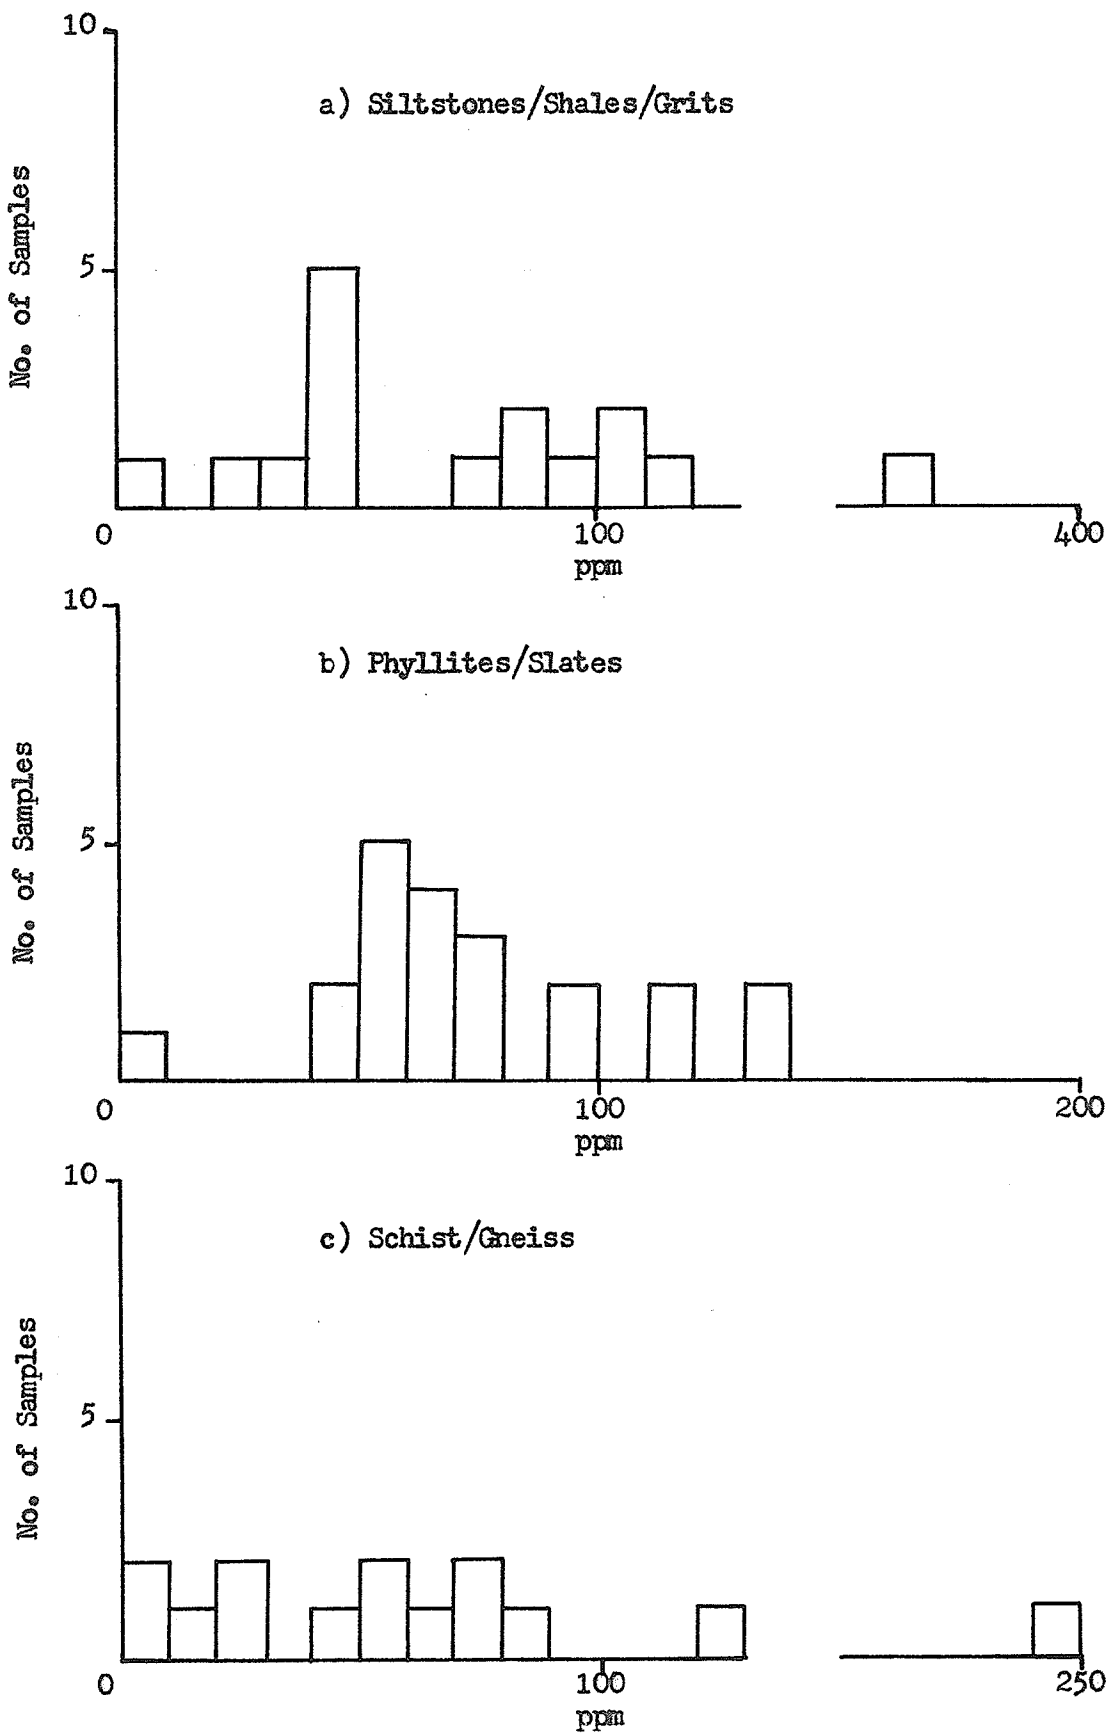 10
a) Siltstones/Shales/Grits
No. of Samples
5
0
100
400
ppm
10
b) Phyllites/Slates
No. of Samples
5
0
100
200
ppm
10
c) Schist/Gneiss
No. of Samples
5
0
100
250
ppm